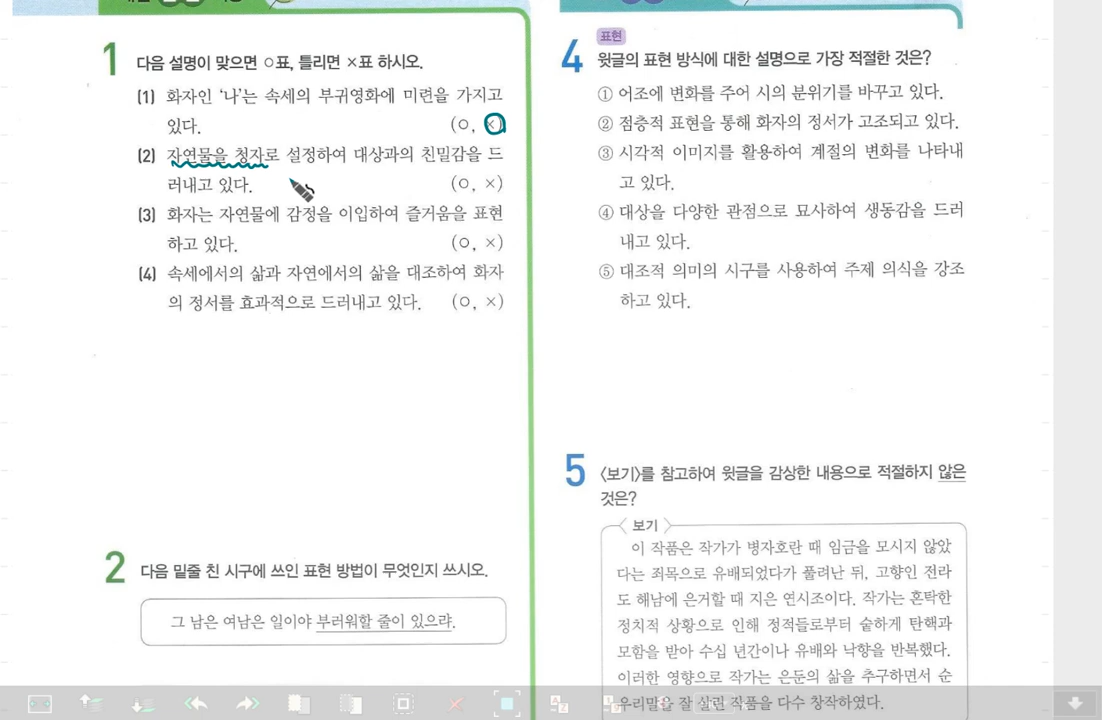 1 다음 설명이 맞으면 ○표, 틀리면 ×표 하시오.
(1) 화자인 '나'는 속세의 부귀영화에 미련을 가지고
있다. (○, ×)
(2) 자연물을 청자로 설정하여 대상과의 친밀감을 드
러내고 있다. (○, ×)
(3) 화자는 자연물에 감정을 이입하여 즐거움을 표현
하고 있다. (○, ×)
(4) 속세에서의 삶과 자연에서의 삶을 대조하여 화자
의 정서를 효과적으로 드러내고 있다. (○, ×)
2 다음 밑줄 친 시구에 쓰인 표현 방법이 무엇인지 쓰시오.
그 남은 여남은 일이야 부러워할 줄이 있으랴.
표현
4 윗글의 표현 방식에 대한 설명으로 가장 적절한 것은?
① 어조에 변화를 주어 시의 분위기를 바꾸고 있다.
② 점층적 표현을 통해 화자의 정서가 고조되고 있다.
③ 시각적 이미지를 활용하여 계절의 변화를 나타내
고 있다.
④ 대상을 다양한 관점으로 묘사하여 생동감을 드러
내고 있다.
⑤ 대조적 의미의 시구를 사용하여 주제 의식을 강조
하고 있다.
5 〈보기〉를 참고하여 윗글을 감상한 내용으로 적절하지 않은
것은?
보기
이 작품은 작가가 병자호란 때 임금을 모시지 않았
다는 죄목으로 유배되었다가 풀려난 뒤, 고향인 전라
도 해남에 은거할 때 지은 연시조이다. 작가는 혼탁한
정치적 상황으로 인해 정적들로부터 숱하게 탄핵과
모함을 받아 수십 년간이나 유배와 낙향을 반복했다.
이러한 영향으로 작가는 은둔의 삶을 추구하면서 순
우리말을 잘 살린 작품을 다수 창작하였다.